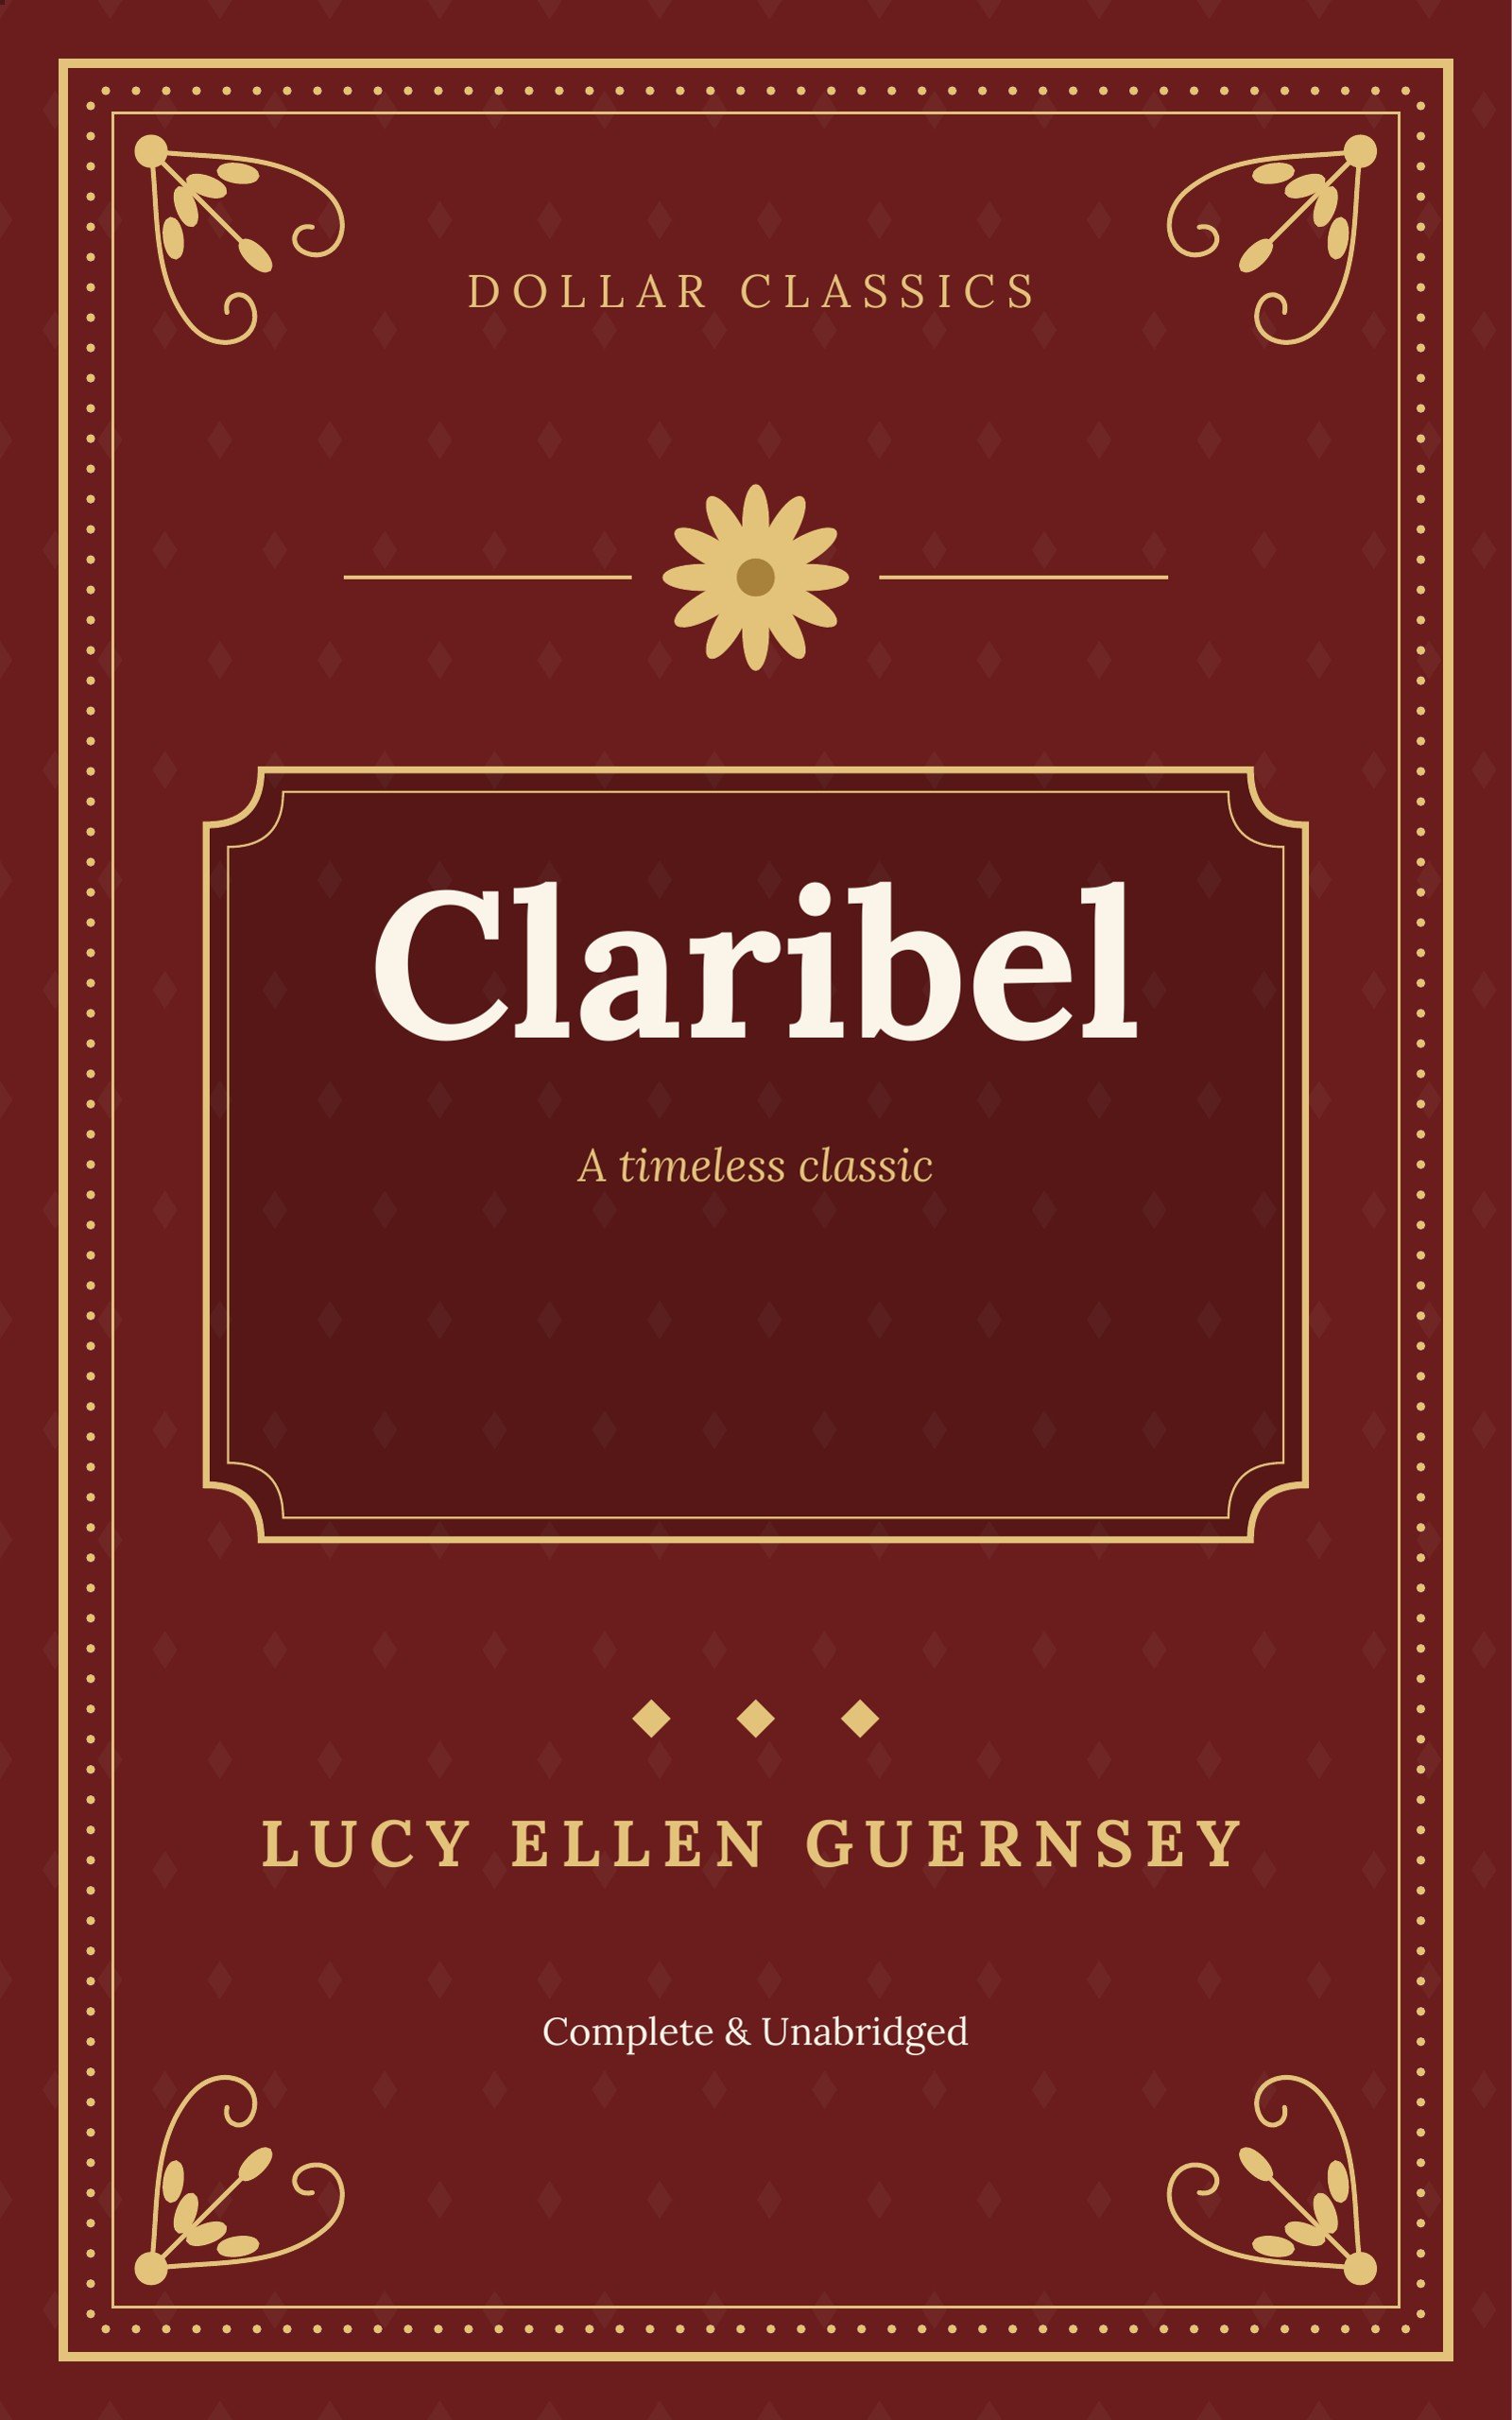 DOLLAR CLASSICS
Claribel
A timeless classic
LUCY ELLEN GUERNSEY
Complete & Unabridged